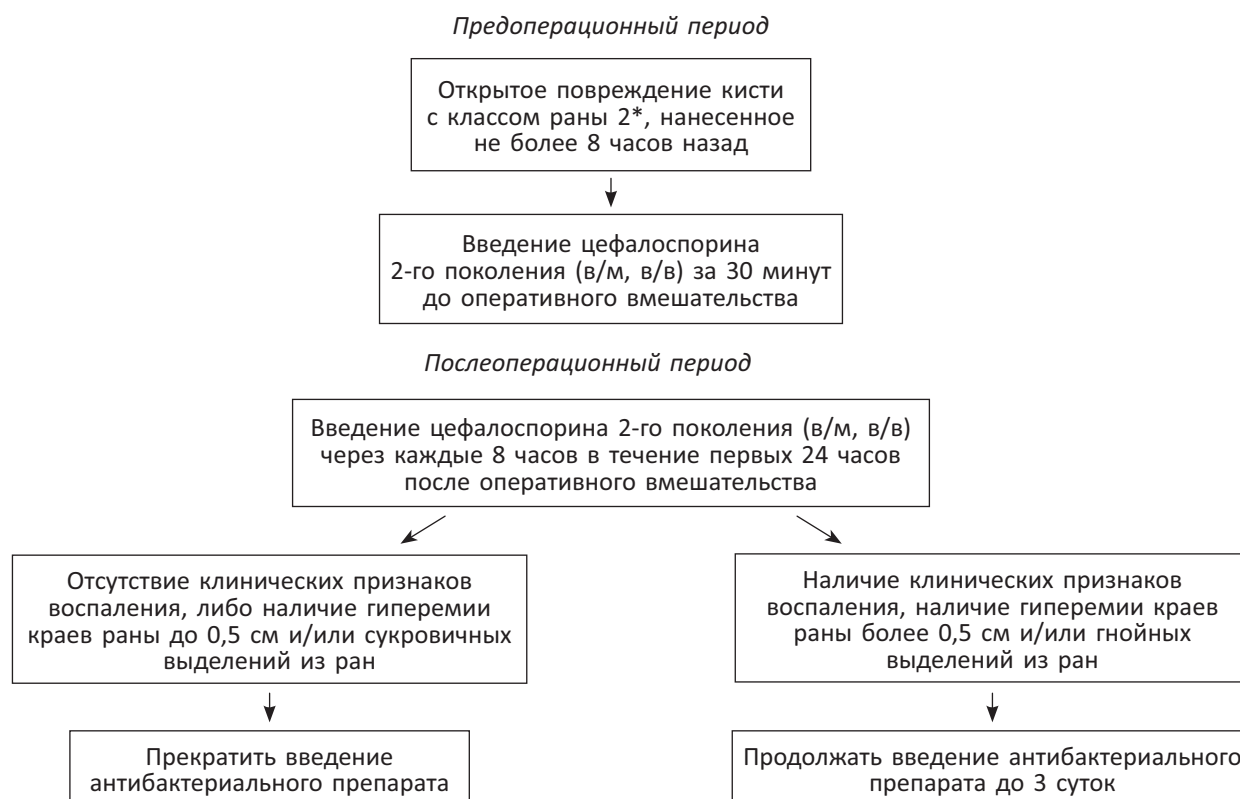 Предоперационный период
Открытое повреждение кисти
с классом раны 2*, нанесенное
не более 8 часов назад
Введение цефалоспорина
2-го поколения (в/м, в/в) за 30 минут
до оперативного вмешательства
Послеоперационный период
Введение цефалоспорина 2-го поколения (в/м, в/в)
через каждые 8 часов в течение первых 24 часов
после оперативного вмешательства
Отсутствие клинических признаков
воспаления, либо наличие гиперемии
краев раны до 0,5 см и/или сукровичных
выделений из ран
Наличие клинических признаков
воспаления, наличие гиперемии краев
раны более 0,5 см и/или гнойных
выделений из ран
Прекратить введение
антибактериального препарата
Продолжать введение антибактериального
препарата до 3 суток